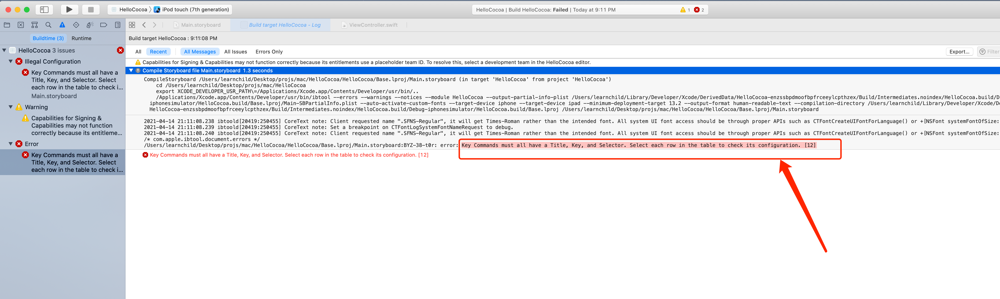 HelloCocoa 〉 iPod touch (7th generation)
HelloCocoa | Build HelloCocoa: Failed | Today at 9:11 PM
1
2
Main.storyboard
Build target HelloCocoa - Log
ViewController.swift
Buildtime (3)
Runtime
Build target HelloCocoa : 9:11:08 PM
HelloCocoa 3 issues
All
Recent
All Messages
All Issues
Errors Only
Export...
Filter
Illegal Configuration
Key Commands must all have a
Title, Key, and Selector. Select
each row in the table to check i...
Main.storyboard
Warning
Capabilities for Signing &
Capabilities may not function
correctly because its entitleme...
Error
Key Commands must all have a
Title, Key, and Selector. Select
each row in the table to check i...
Capabilities for Signing & Capabilities may not function correctly because its entitlements use a placeholder team ID. To resolve this, select a development team in the HelloCocoa editor.
Compile Storyboard file Main.storyboard 1.3 seconds
CompileStoryboard /Users/learnchild/Desktop/projs/mac/HelloCocoa/HelloCocoa/Base.lproj/Main.storyboard (in target 'HelloCocoa' from project 'HelloCocoa')
cd /Users/learnchild/Desktop/projs/mac/HelloCocoa
export XCODE_DEVELOPER_USR_PATH\=/Applications/Xcode.app/Contents/Developer/usr/bin/..
/Applications/Xcode.app/Contents/Developer/usr/bin/ibtool --errors --warnings --notices --module HelloCocoa --output-partial-info-plist /Users/learnchild/Library/Developer/Xcode/DerivedData/HelloCocoa-enzssbpdmoofbpfrceeylcpthzex/Build/Intermediates.noindex/HelloCocoa.build/D
iphonesimulator/HelloCocoa.build/Base.lproj/Main-SBPartialInfo.plist --auto-activate-custom-fonts --target-device iphone --target-device ipad --minimum-deployment-target 13.2 --output-format human-readable-text --compilation-directory /Users/learnchild/Library/Developer/Xcode/De
HelloCocoa-enzssbpdmoofbpfrceeylcpthzex/Build/Intermediates.noindex/HelloCocoa.build/Debug-iphonesimulator/HelloCocoa.build/Base.lproj /Users/learnchild/Desktop/projs/mac/HelloCocoa/HelloCocoa/Base.lproj/Main.storyboard
2021-04-14 21:11:08.238 ibtoold[20419:250455] CoreText note: Client requested name ".SFNS-Regular", it will get Times-Roman rather than the intended font. All system UI font access should be through proper APIs such as CTFontCreateUIFontForLanguage() or +[NSFont systemFontOfSize:
2021-04-14 21:11:08.239 ibtoold[20419:250455] CoreText note: Set a breakpoint on CTFontLogSystemFontNameRequest to debug.
2021-04-14 21:11:08.240 ibtoold[20419:250455] CoreText note: Client requested name ".SFNS-Regular", it will get Times-Roman rather than the intended font. All system UI font access should be through proper APIs such as CTFontCreateUIFontForLanguage() or +[NSFont systemFontOfSize:
/* com.apple.ibtool.document.errors */
/Users/learnchild/Desktop/projs/mac/HelloCocoa/HelloCocoa/Base.lproj/Main.storyboard:BYZ-38-t0r: error: Key Commands must all have a Title, Key, and Selector. Select each row in the table to check its configuration. [12]
Key Commands must all have a Title, Key, and Selector. Select each row in the table to check its configuration. [12]